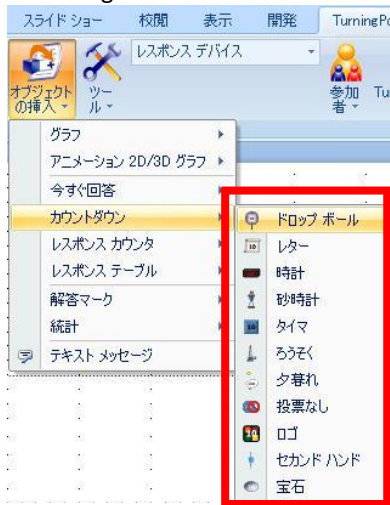 スライド ショー 校閲 表示 開発 TurningPo
レスポンス デバイス
オブジェクト
の挿入
ツー
ル
参加
者
Tu
グラフ
アニメーション 2D/3D グラフ
今すぐ回答
カウントダウン
レスポンス カウンタ
レスポンス テーブル
解答マーク
統計
テキスト メッセージ
ドロップ ボール
レター
時計
砂時計
タイマ
ろうそく
夕暮れ
投票なし
ロゴ
セカンド ハンド
宝石